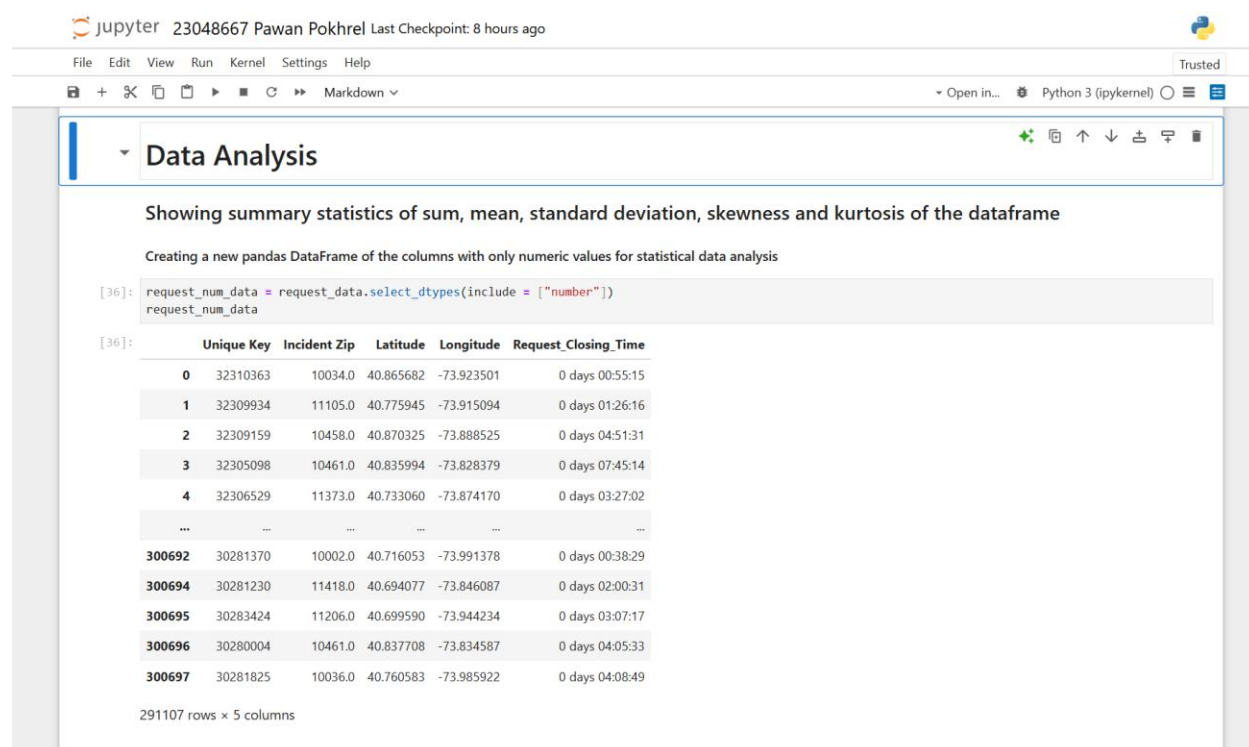 jupyter 23048667 Pawan Pokhrel Last Checkpoint: 8 hours ago
File Edit View Run Kernel Settings Help Trusted
Markdown Open in... Python 3 (ipykernel)
Data Analysis
Showing summary statistics of sum, mean, standard deviation, skewness and kurtosis of the dataframe
Creating a new pandas DataFrame of the columns with only numeric values for statistical data analysis
[36]: request_num_data = request_data.select_dtypes(include = ["number"])
request_num_data
[36]: Unique Key Incident Zip Latitude Longitude Request_Closing_Time
0 32310363 10034.0 40.865682 -73.923501 0 days 00:55:15
1 32309934 11105.0 40.775945 -73.915094 0 days 01:26:16
2 32309159 10458.0 40.870325 -73.888525 0 days 04:51:31
3 32305098 10461.0 40.835994 -73.828379 0 days 07:45:14
4 32306529 11373.0 40.733060 -73.874170 0 days 03:27:02
... ... ... ... ... ...
300692 30281370 10002.0 40.716053 -73.991378 0 days 00:38:29
300694 30281230 11418.0 40.694077 -73.846087 0 days 02:00:31
300695 30283424 11206.0 40.699590 -73.944234 0 days 03:07:17
300696 30280004 10461.0 40.837708 -73.834587 0 days 04:05:33
300697 30281825 10036.0 40.760583 -73.985922 0 days 04:08:49
291107 rows × 5 columns